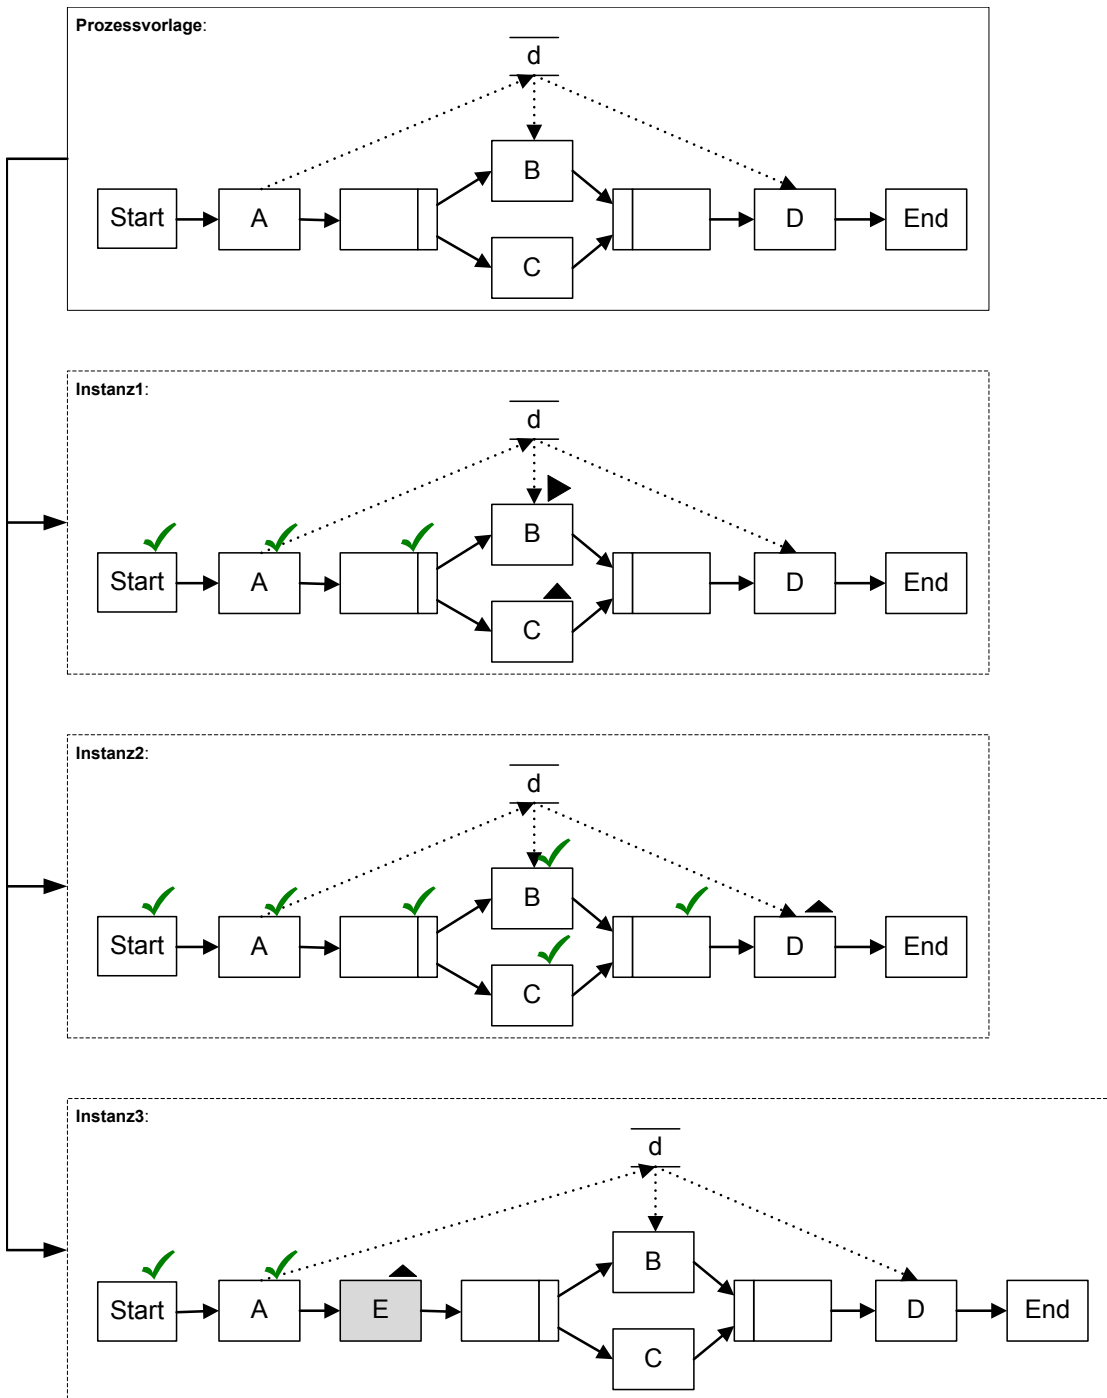 Prozessvorlage:
d
B
Start A D End
C
Instanz1:
d
B
Start A D End
C
Instanz2:
d
B
Start A D End
C
Instanz3:
d
B
Start A E D End
C